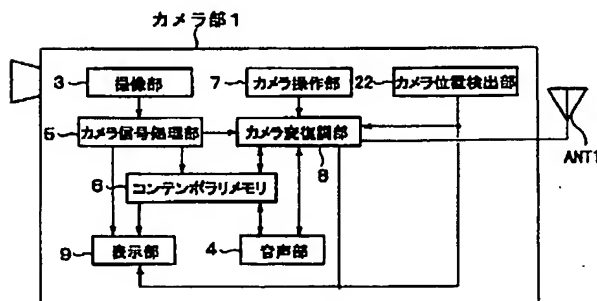 カメラ部1
3 撮像部
7 カメラ操作部
22 カメラ位置検出部
5 カメラ信号処理部
カメラ変復調部
8
ANT1
6 コンテンポラリメモリ
9 表示部
4 音声部